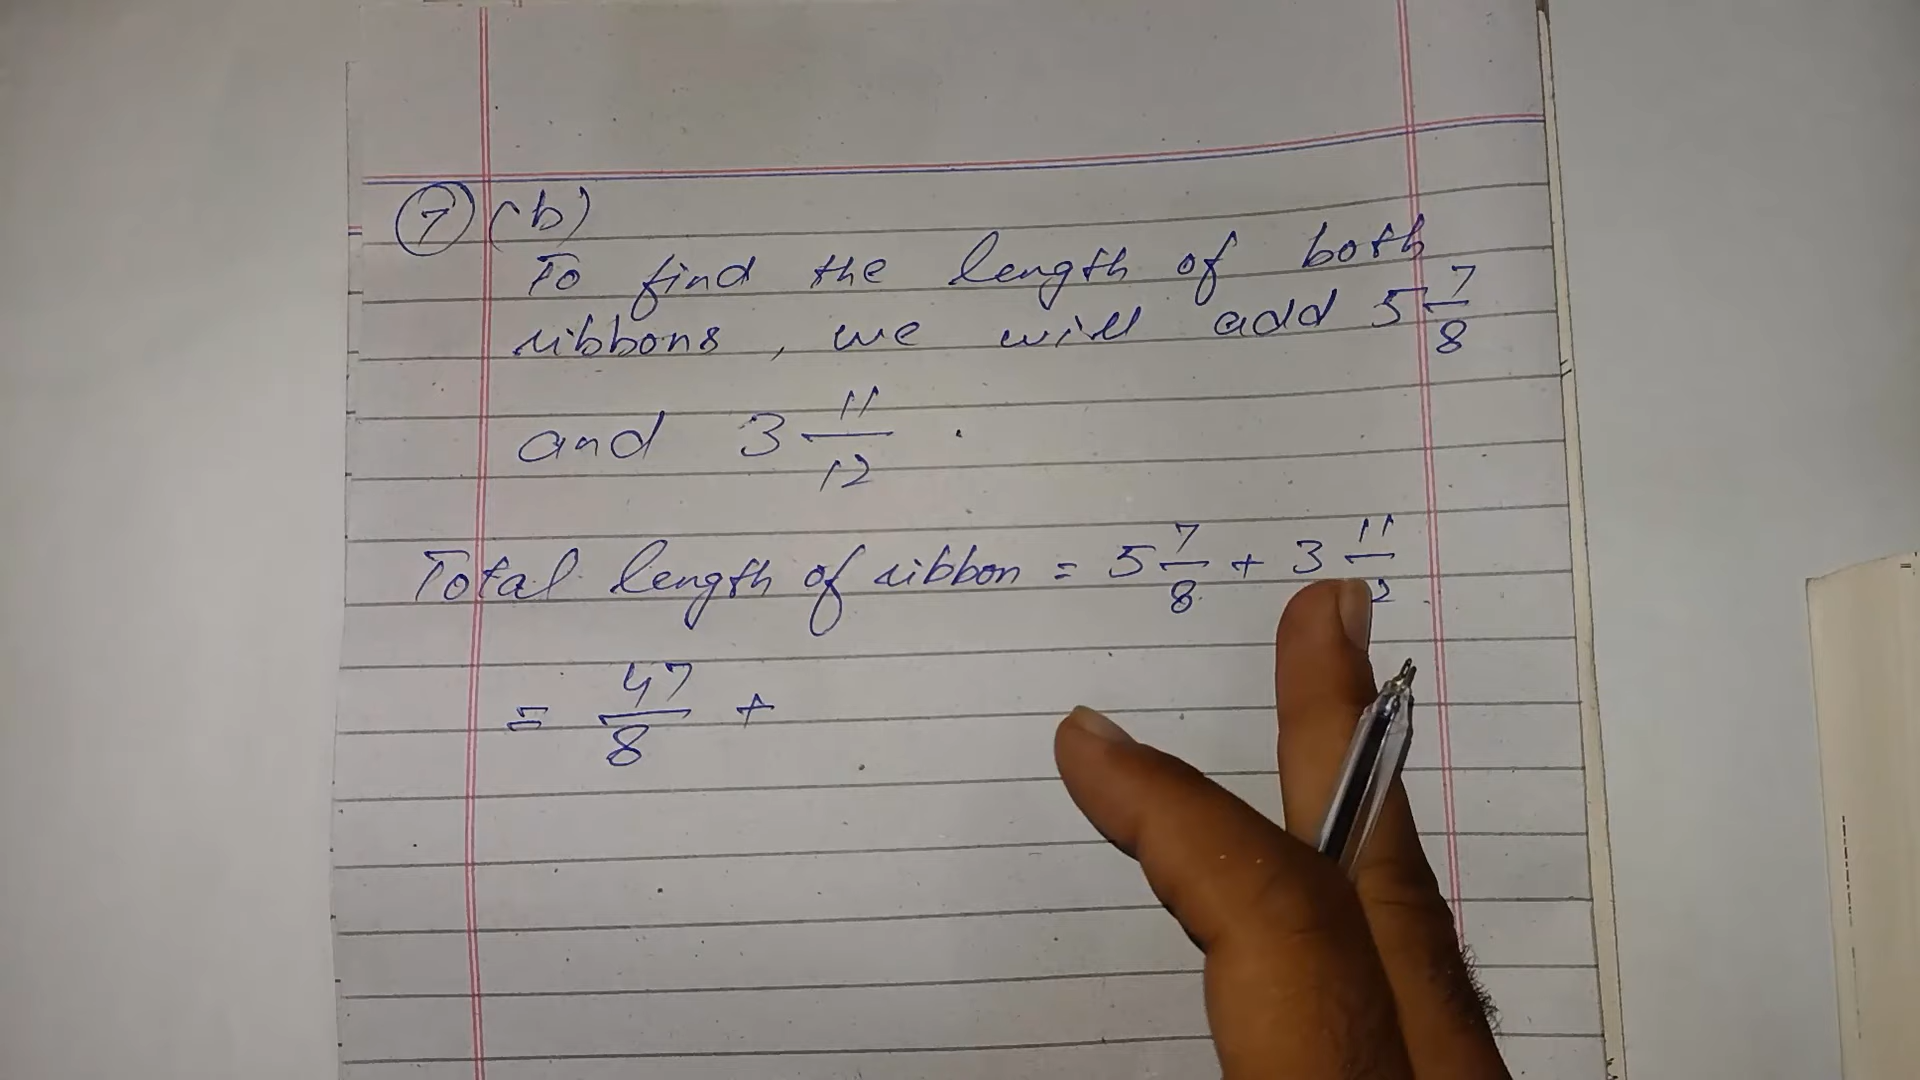 7 (b)
To find the length of both
ribbons, we will add 5 7/8
and 3 11/12.
Total length of ribbon = 5 7/8 + 3 11/2
= 47/8 +